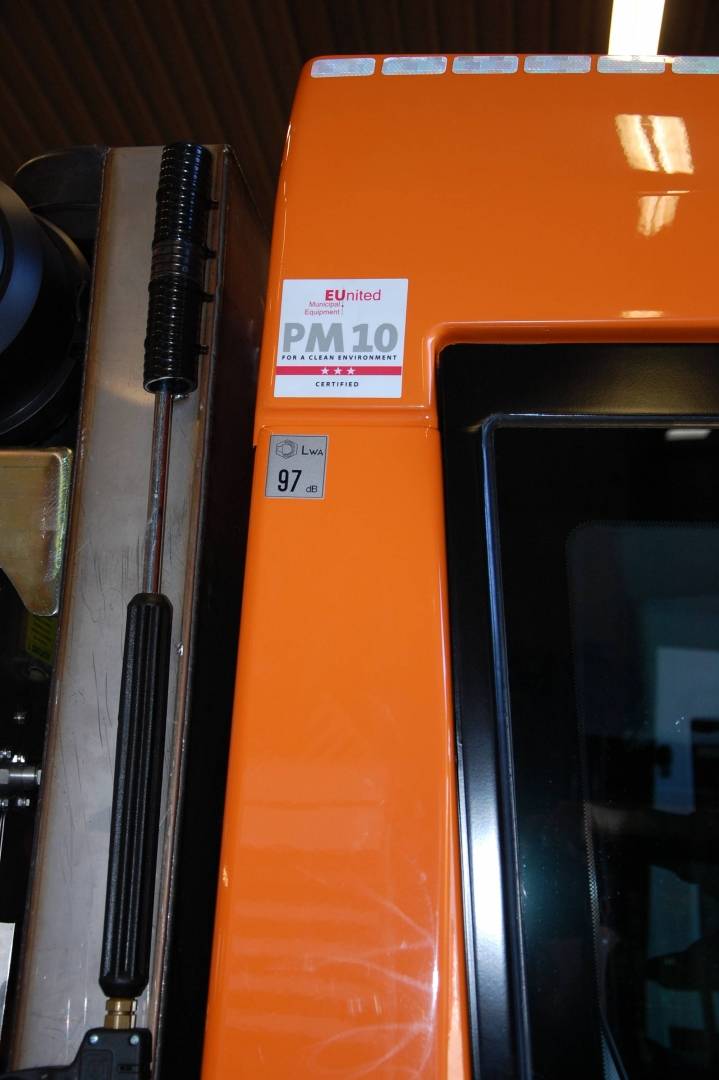 EUnited
Municipal
Equipment
PM10
FOR A CLEAN ENVIRONMENT
CERTIFIED
LWA
97 dB